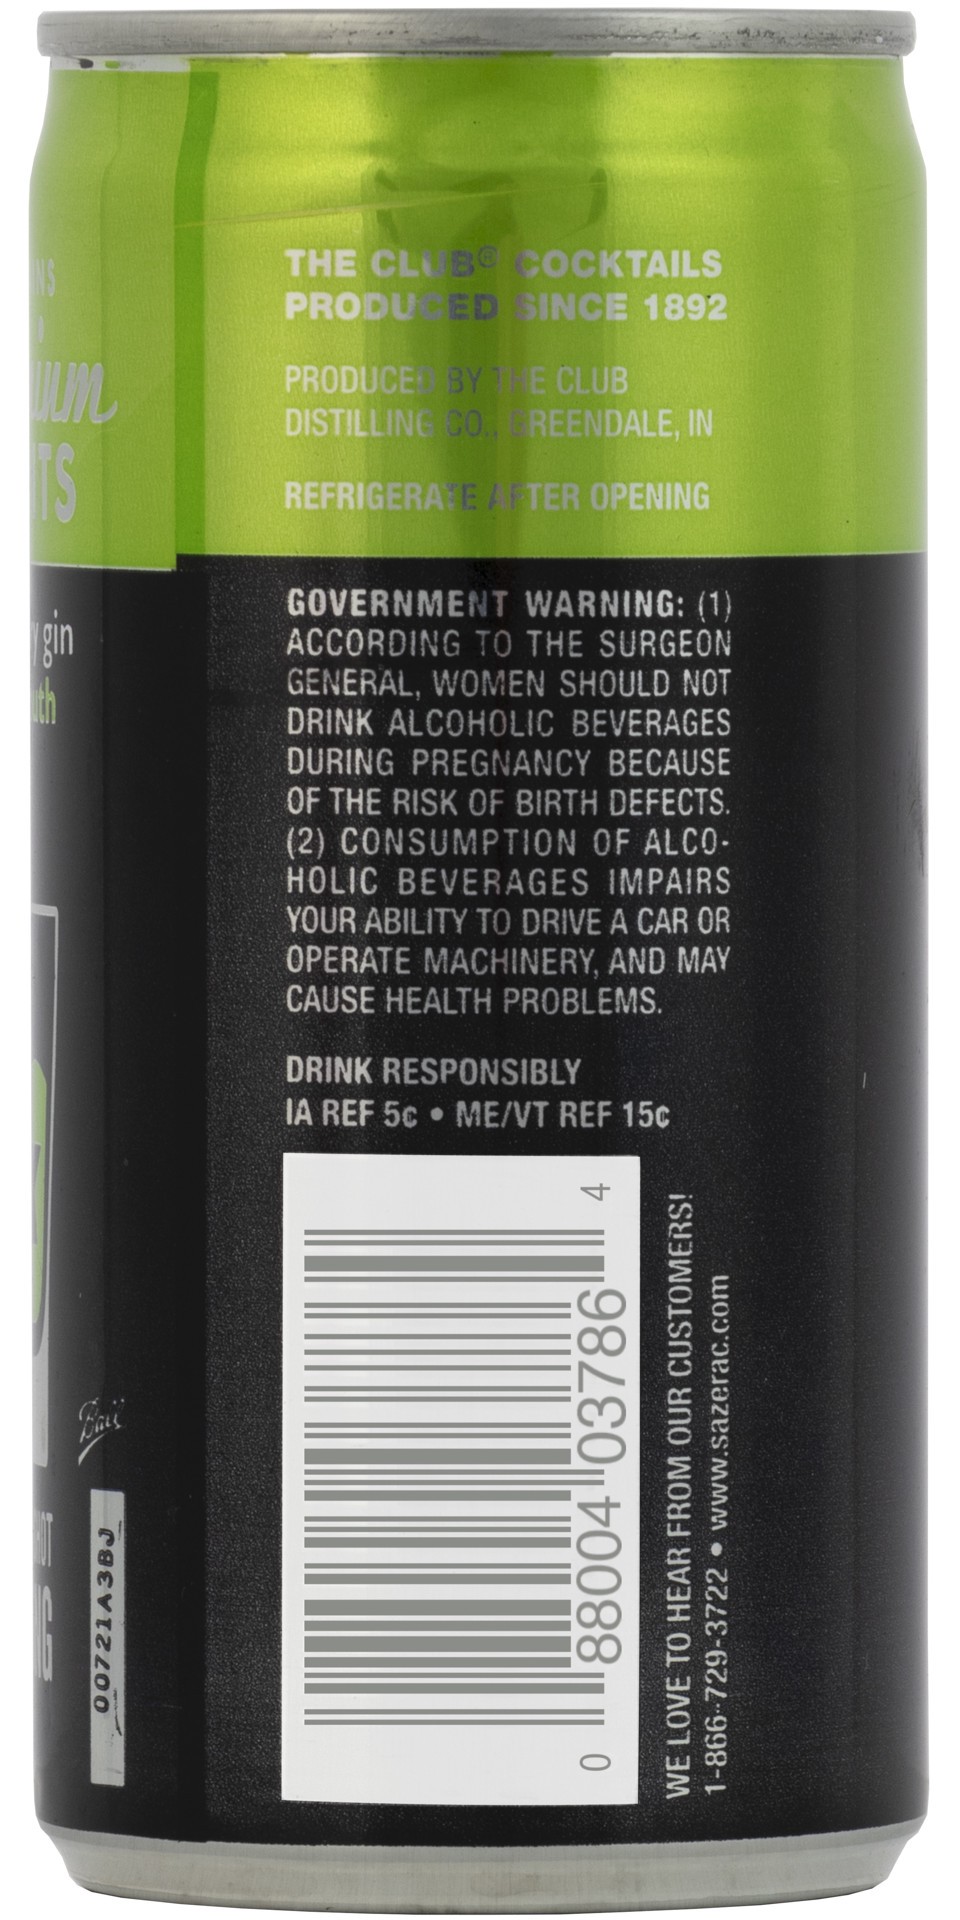 THE CLUB® COCKTAILS
PRODUCED SINCE 1892
PRODUCED BY THE CLUB
DISTILLING CO., GREENDALE, IN
REFRIGERATE AFTER OPENING
GOVERNMENT WARNING: (1)
ACCORDING TO THE SURGEON
GENERAL, WOMEN SHOULD NOT
DRINK ALCOHOLIC BEVERAGES
DURING PREGNANCY BECAUSE
OF THE RISK OF BIRTH DEFECTS.
(2) CONSUMPTION OF ALCO-
HOLIC BEVERAGES IMPAIRS
YOUR ABILITY TO DRIVE A CAR OR
OPERATE MACHINERY, AND MAY
CAUSE HEALTH PROBLEMS.
DRINK RESPONSIBLY
IA REF 5¢ • ME/VT REF 15¢
0 88004 03786 4
WE LOVE TO HEAR FROM OUR CUSTOMERS!
1-866-729-3722 • www.sazerac.com
gin
Ball
00721A3BJ